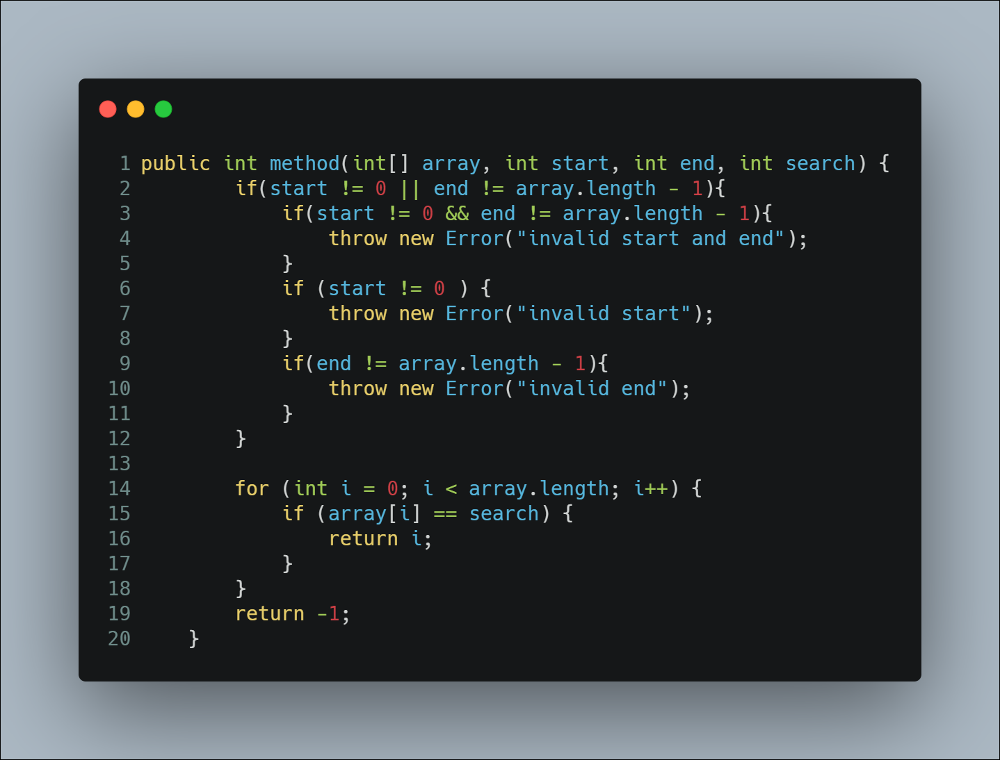 1 public int method(int[] array, int start, int end, int search) {
2         if(start != 0 || end != array.length - 1){
3             if(start != 0 && end != array.length - 1){
4                 throw new Error("invalid start and end");
5             }
6             if (start != 0 ) {
7                 throw new Error("invalid start");
8             }
9             if(end != array.length - 1){
10                 throw new Error("invalid end");
11             }
12         }
13
14         for (int i = 0; i < array.length; i++) {
15             if (array[i] == search) {
16                 return i;
17             }
18         }
19         return -1;
20     }